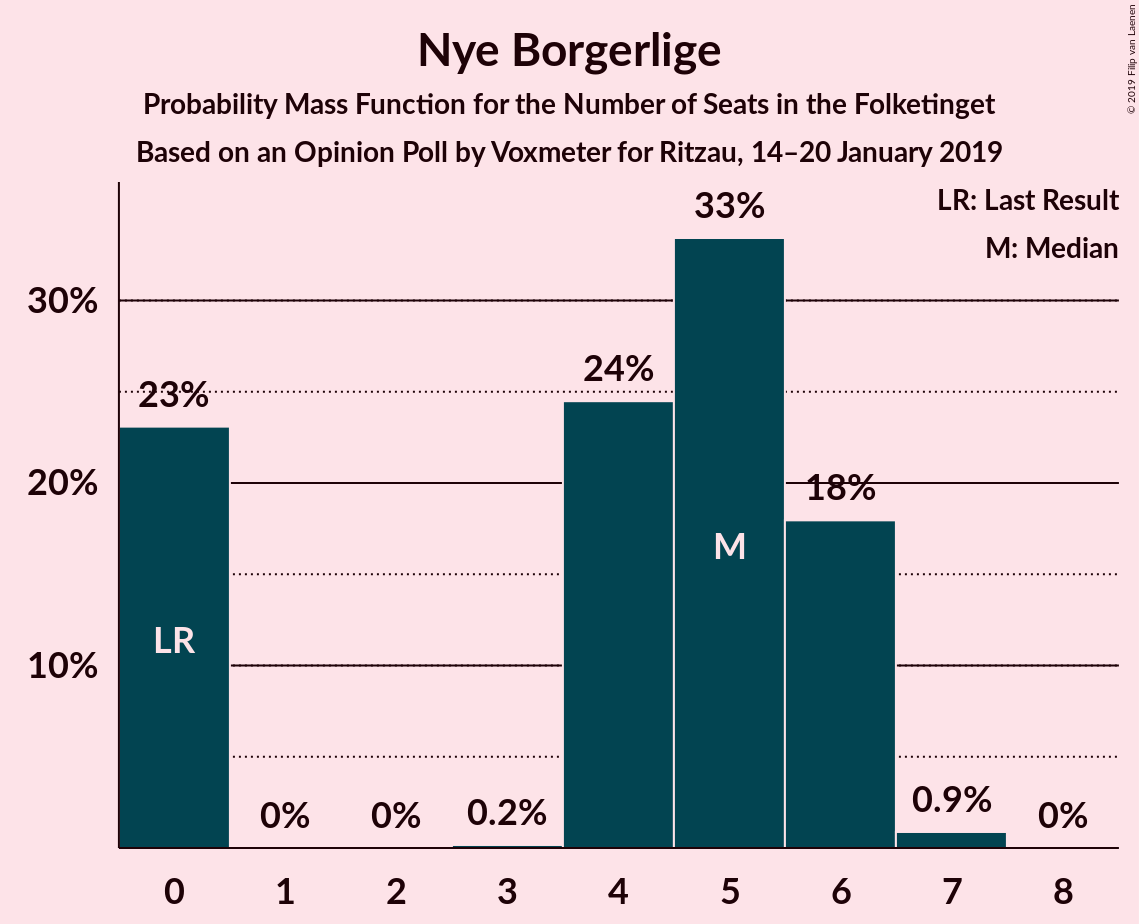 Nye Borgerlige
Probability Mass Function for the Number of Seats in the Folketinget
Based on an Opinion Poll by Voxmeter for Ritzau, 14–20 January 2019
© 2019 Filip van Laenen
LR: Last Result
M: Median
30%
20%
10%
23%
0%
0%
0.2%
24%
33%
18%
0.9%
0%
LR
M
0 1 2 3 4 5 6 7 8